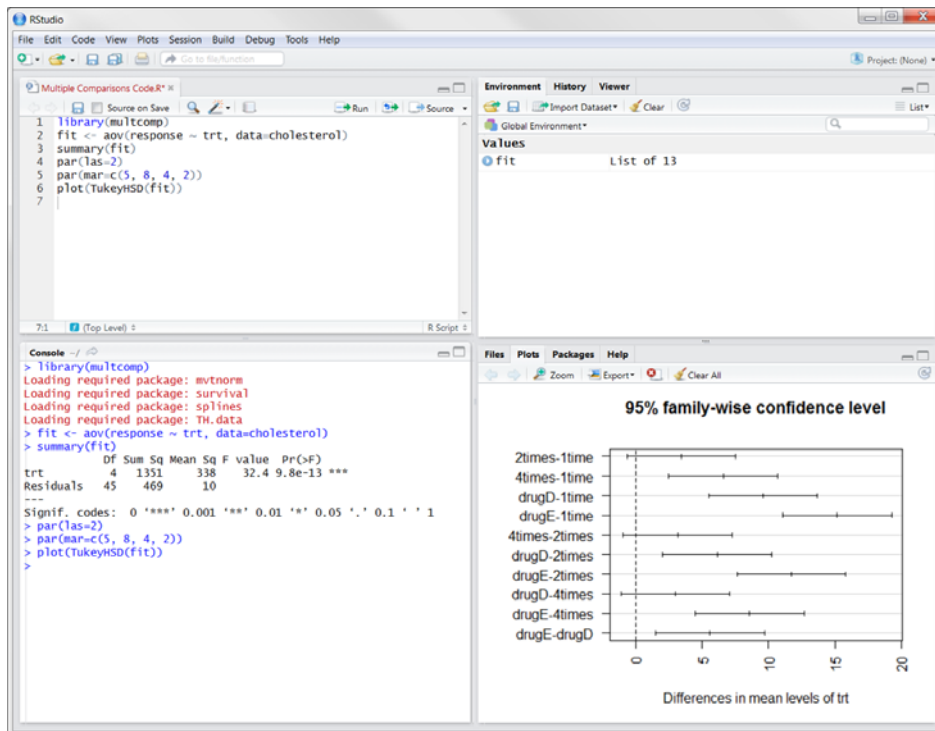 RStudio
File Edit Code View Plots Session Build Debug Tools Help
Go to file/function
Project: (None)
Multiple Comparisons Code.R*
Source on Save
Run
Source
1 library(multcomp)
2 fit <- aov(response ~ trt, data=cholesterol)
3 summary(fit)
4 par(las=2)
5 par(mar=c(5, 8, 4, 2))
6 plot(TukeyHSD(fit))
7
7:1 (Top Level) R Script
Environment History Viewer
Import Dataset Clear List
Global Environment
Values
fit List of 13
Console ~/
> library(multcomp)
Loading required package: mvtnorm
Loading required package: survival
Loading required package: splines
Loading required package: TH.data
> fit <- aov(response ~ trt, data=cholesterol)
> summary(fit)
Df Sum Sq Mean Sq F value Pr(>F)
trt 4 1351 338 32.4 9.8e-13 ***
Residuals 45 469 10
---
Signif. codes: 0 '***' 0.001 '**' 0.01 '*' 0.05 '.' 0.1 ' ' 1
> par(las=2)
> par(mar=c(5, 8, 4, 2))
> plot(TukeyHSD(fit))
>
Files Plots Packages Help
Zoom Export Clear All
95% family-wise confidence level
2times-1time
4times-1time
drugD-1time
drugE-1time
4times-2times
drugD-2times
drugE-2times
drugD-4times
drugE-4times
drugE-drugD
0 5 10 15 20
Differences in mean levels of trt